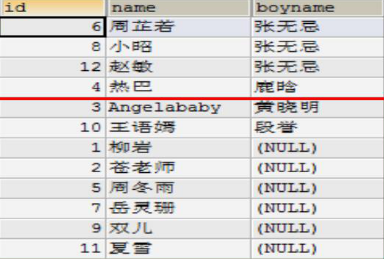 id name boyname
6 周芷若 张无忌
8 小昭 张无忌
12 赵敏 张无忌
4 热巴 鹿晗
3 Angelababy 黄晓明
10 王语嫣 段誉
1 柳岩 (NULL)
2 苍老师 (NULL)
5 周冬雨 (NULL)
7 岳灵珊 (NULL)
9 双儿 (NULL)
11 夏雪 (NULL)